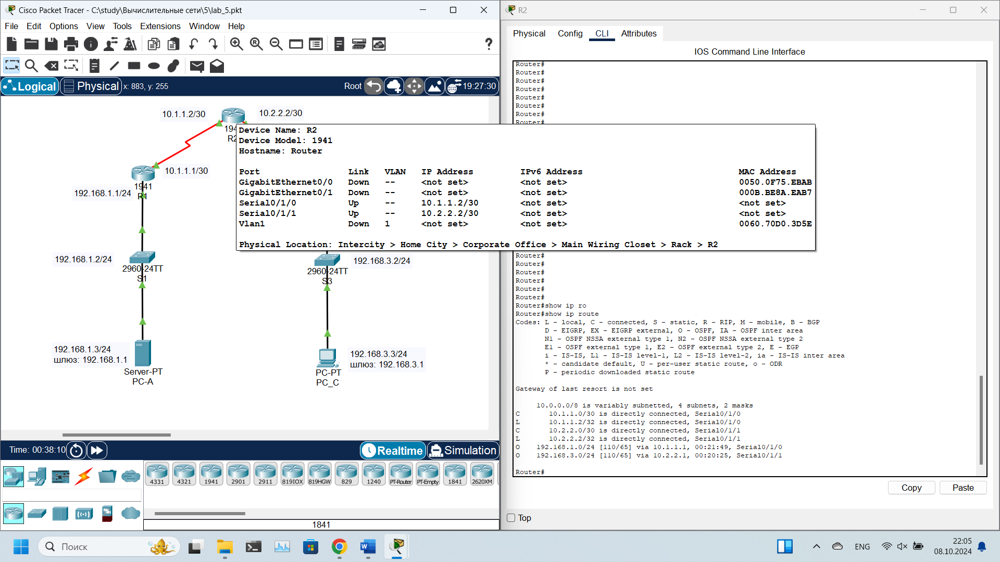 Cisco Packet Tracer - C:\study\Вычислительные сети\5\lab_5.pkt
File Edit Options View Tools Extensions Window Help
Logical
Physical
x: 883, y: 255
Root
19:27:30
10.1.1.2/30
10.2.2.2/30
194
R2
10.1.1.1/30
1941
R1
192.168.1.1/24
192.168.1.2/24
2960-24TT
S1
192.168.3.2/24
2960-24TT
S3
192.168.1.3/24
шлюз: 192.168.1.1
Server-PT
PC-A
192.168.3.3/24
шлюз: 192.168.3.1
PC-PT
PC_C
Device Name: R2
Device Model: 1941
Hostname: Router
Port Link VLAN IP Address IPv6 Address MAC Address
GigabitEthernet0/0 Down -- <not set> <not set> 0050.0F75.EBAB
GigabitEthernet0/1 Down -- <not set> <not set> 000B.BE8A.EAB7
Serial0/1/0 Up -- 10.1.1.2/30 <not set> <not set>
Serial0/1/1 Up -- 10.2.2.2/30 <not set> <not set>
Vlan1 Down 1 <not set> <not set> 0060.70D0.3D5E
Physical Location: Intercity > Home City > Corporate Office > Main Wiring Closet > Rack > R2
Time: 00:38:10
Realtime
Simulation
4331 4321 1941 2901 2911 819IOX 819HGW 829 1240 PT-Router PT-Empty 1841 2620XM
1841
R2
Physical Config CLI Attributes
IOS Command Line Interface
Router#
Router#
Router#
Router#
Router#
Router#
Router#
Router#
Router#
Router#
Router#
Router#
Router#
Router#
Router#show ip ro
Router#show ip route
Codes: L - local, C - connected, S - static, R - RIP, M - mobile, B - BGP
D - EIGRP, EX - EIGRP external, O - OSPF, IA - OSPF inter area
N1 - OSPF NSSA external type 1, N2 - OSPF NSSA external type 2
E1 - OSPF external type 1, E2 - OSPF external type 2, E - EGP
i - IS-IS, L1 - IS-IS level-1, L2 - IS-IS level-2, ia - IS-IS inter area
* - candidate default, U - per-user static route, o - ODR
P - periodic downloaded static route
Gateway of last resort is not set
10.0.0.0/8 is variably subnetted, 4 subnets, 2 masks
C 10.1.1.0/30 is directly connected, Serial0/1/0
L 10.1.1.2/32 is directly connected, Serial0/1/0
C 10.2.2.0/30 is directly connected, Serial0/1/1
L 10.2.2.2/32 is directly connected, Serial0/1/1
O 192.168.1.0/24 [110/65] via 10.1.1.1, 00:21:49, Serial0/1/0
O 192.168.3.0/24 [110/65] via 10.2.2.1, 00:20:25, Serial0/1/1
Router#
Copy Paste
Top
Поиск
ENG
22:05
08.10.2024